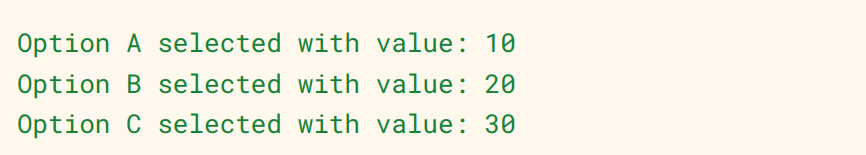 Option A selected with value: 10
Option B selected with value: 20
Option C selected with value: 30